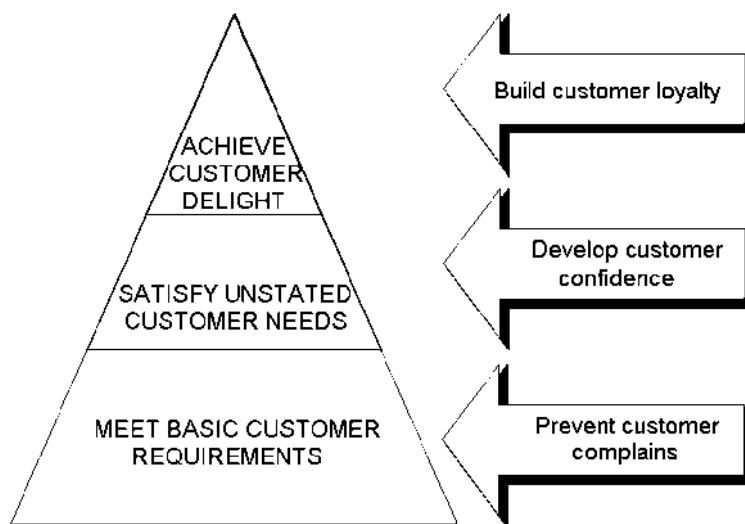 ACHIEVE
CUSTOMER
DELIGHT
Build customer loyalty
SATISFY UNSTATED
CUSTOMER NEEDS
Develop customer
confidence
MEET BASIC CUSTOMER
REQUIREMENTS
Prevent customer
complains